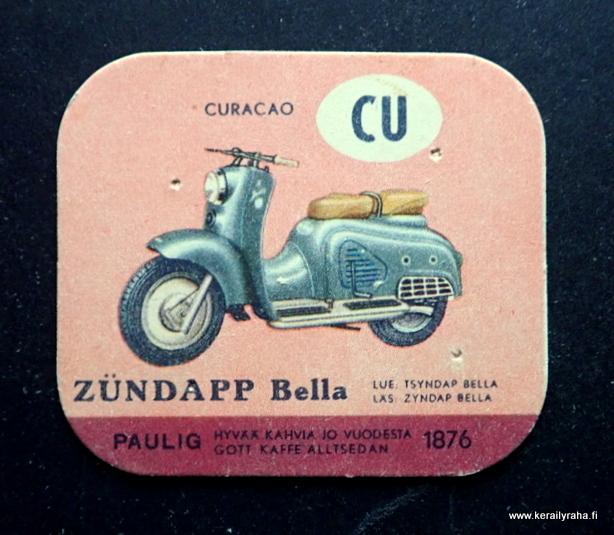 CURACAO
CU
ZÜNDAPP Bella
LUE: TSYNDAP BELLA
LÄS: ZYNDAP BELLA
PAULIG HYVÄÄ KAHVIA JO VUODESTA 1876
GOTT KAFFE ALLTSEDAN
www.kerailyraha.fi